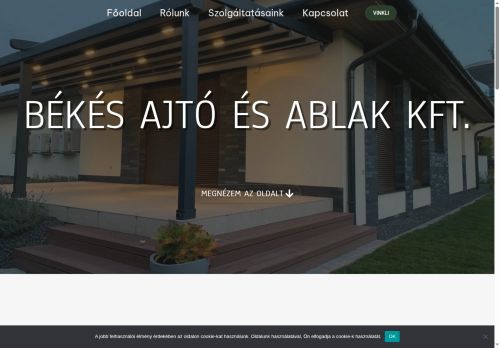 Főoldal Rólunk Szolgáltatásaink Kapcsolat VINKLI
BÉKÉS AJTÓ ÉS ABLAK KFT.
MEGNÉZEM AZ OLDALT
A jobb felhasználói élmény érdekében az oldalon cookie-kat használunk. Oldalunk használatával, Ön elfogadja a cookie-k használatát. OK